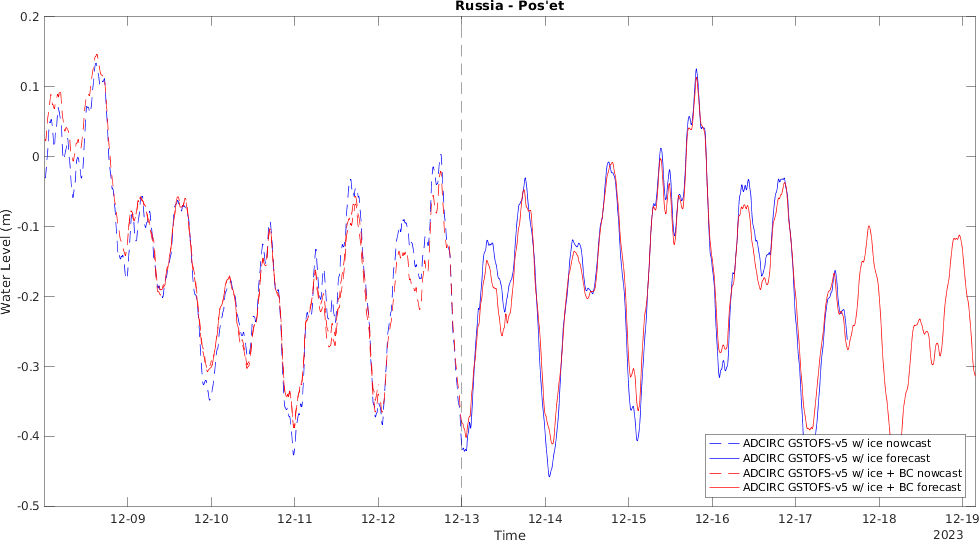 Russia - Pos'et
0.2
0.1
0
-0.1
-0.2
-0.3
-0.4
-0.5
Water Level (m)
12-09 12-10 12-11 12-12 12-13 12-14 12-15 12-16 12-17 12-18 12-19
Time
2023
ADCIRC GSTOFS-v5 w/ ice nowcast
ADCIRC GSTOFS-v5 w/ ice forecast
ADCIRC GSTOFS-v5 w/ ice + BC nowcast
ADCIRC GSTOFS-v5 w/ ice + BC forecast